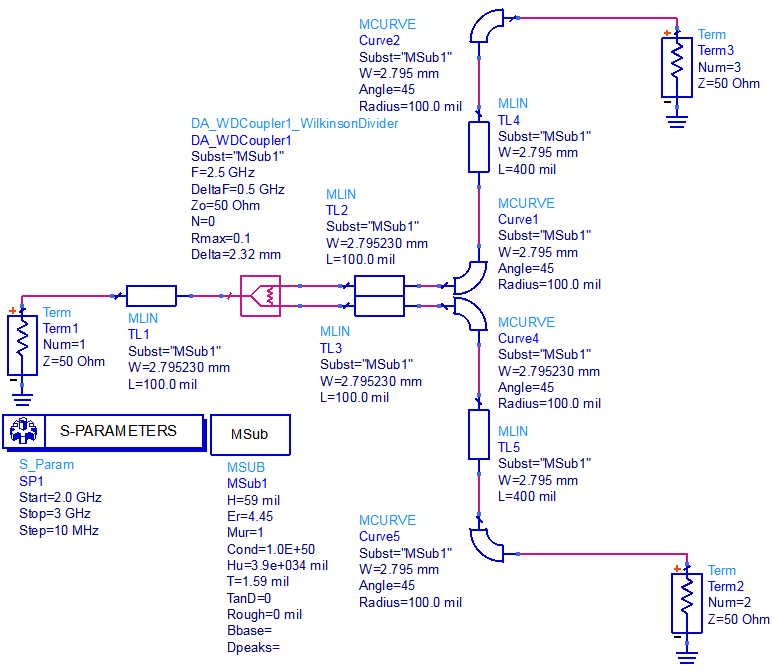 MCURVE
Curve2
Subst="MSub1"
W=2.795 mm
Angle=45
Radius=100.0 mil
Term
Term3
Num=3
Z=50 Ohm
MLIN
TL4
Subst="MSub1"
W=2.795 mm
L=400 mil
DA_WDCoupler1_WilkinsonDivider
DA_WDCoupler1
Subst="MSub1"
F=2.5 GHz
DeltaF=0.5 GHz
Zo=50 Ohm
N=0
Rmax=0.1
Delta=2.32 mm
MLIN
TL2
Subst="MSub1"
W=2.795230 mm
L=100.0 mil
MCURVE
Curve1
Subst="MSub1"
W=2.795 mm
Angle=45
Radius=100.0 mil
Term
Term1
Num=1
Z=50 Ohm
MLIN
TL1
Subst="MSub1"
W=2.795230 mm
L=100.0 mil
MLIN
TL3
Subst="MSub1"
W=2.795230 mm
L=100.0 mil
MCURVE
Curve4
Subst="MSub1"
W=2.795230 mm
Angle=45
Radius=100.0 mil
S-PARAMETERS
S_Param
SP1
Start=2.0 GHz
Stop=3 GHz
Step=10 MHz
MSub
MSUB
MSub1
H=59 mil
Er=4.45
Mur=1
Cond=1.0E+50
Hu=3.9e+034 mil
T=1.59 mil
TanD=0
Rough=0 mil
Bbase=
Dpeaks=
MLIN
TL5
Subst="MSub1"
W=2.795 mm
L=400 mil
MCURVE
Curve5
Subst="MSub1"
W=2.795 mm
Angle=45
Radius=100.0 mil
Term
Term2
Num=2
Z=50 Ohm